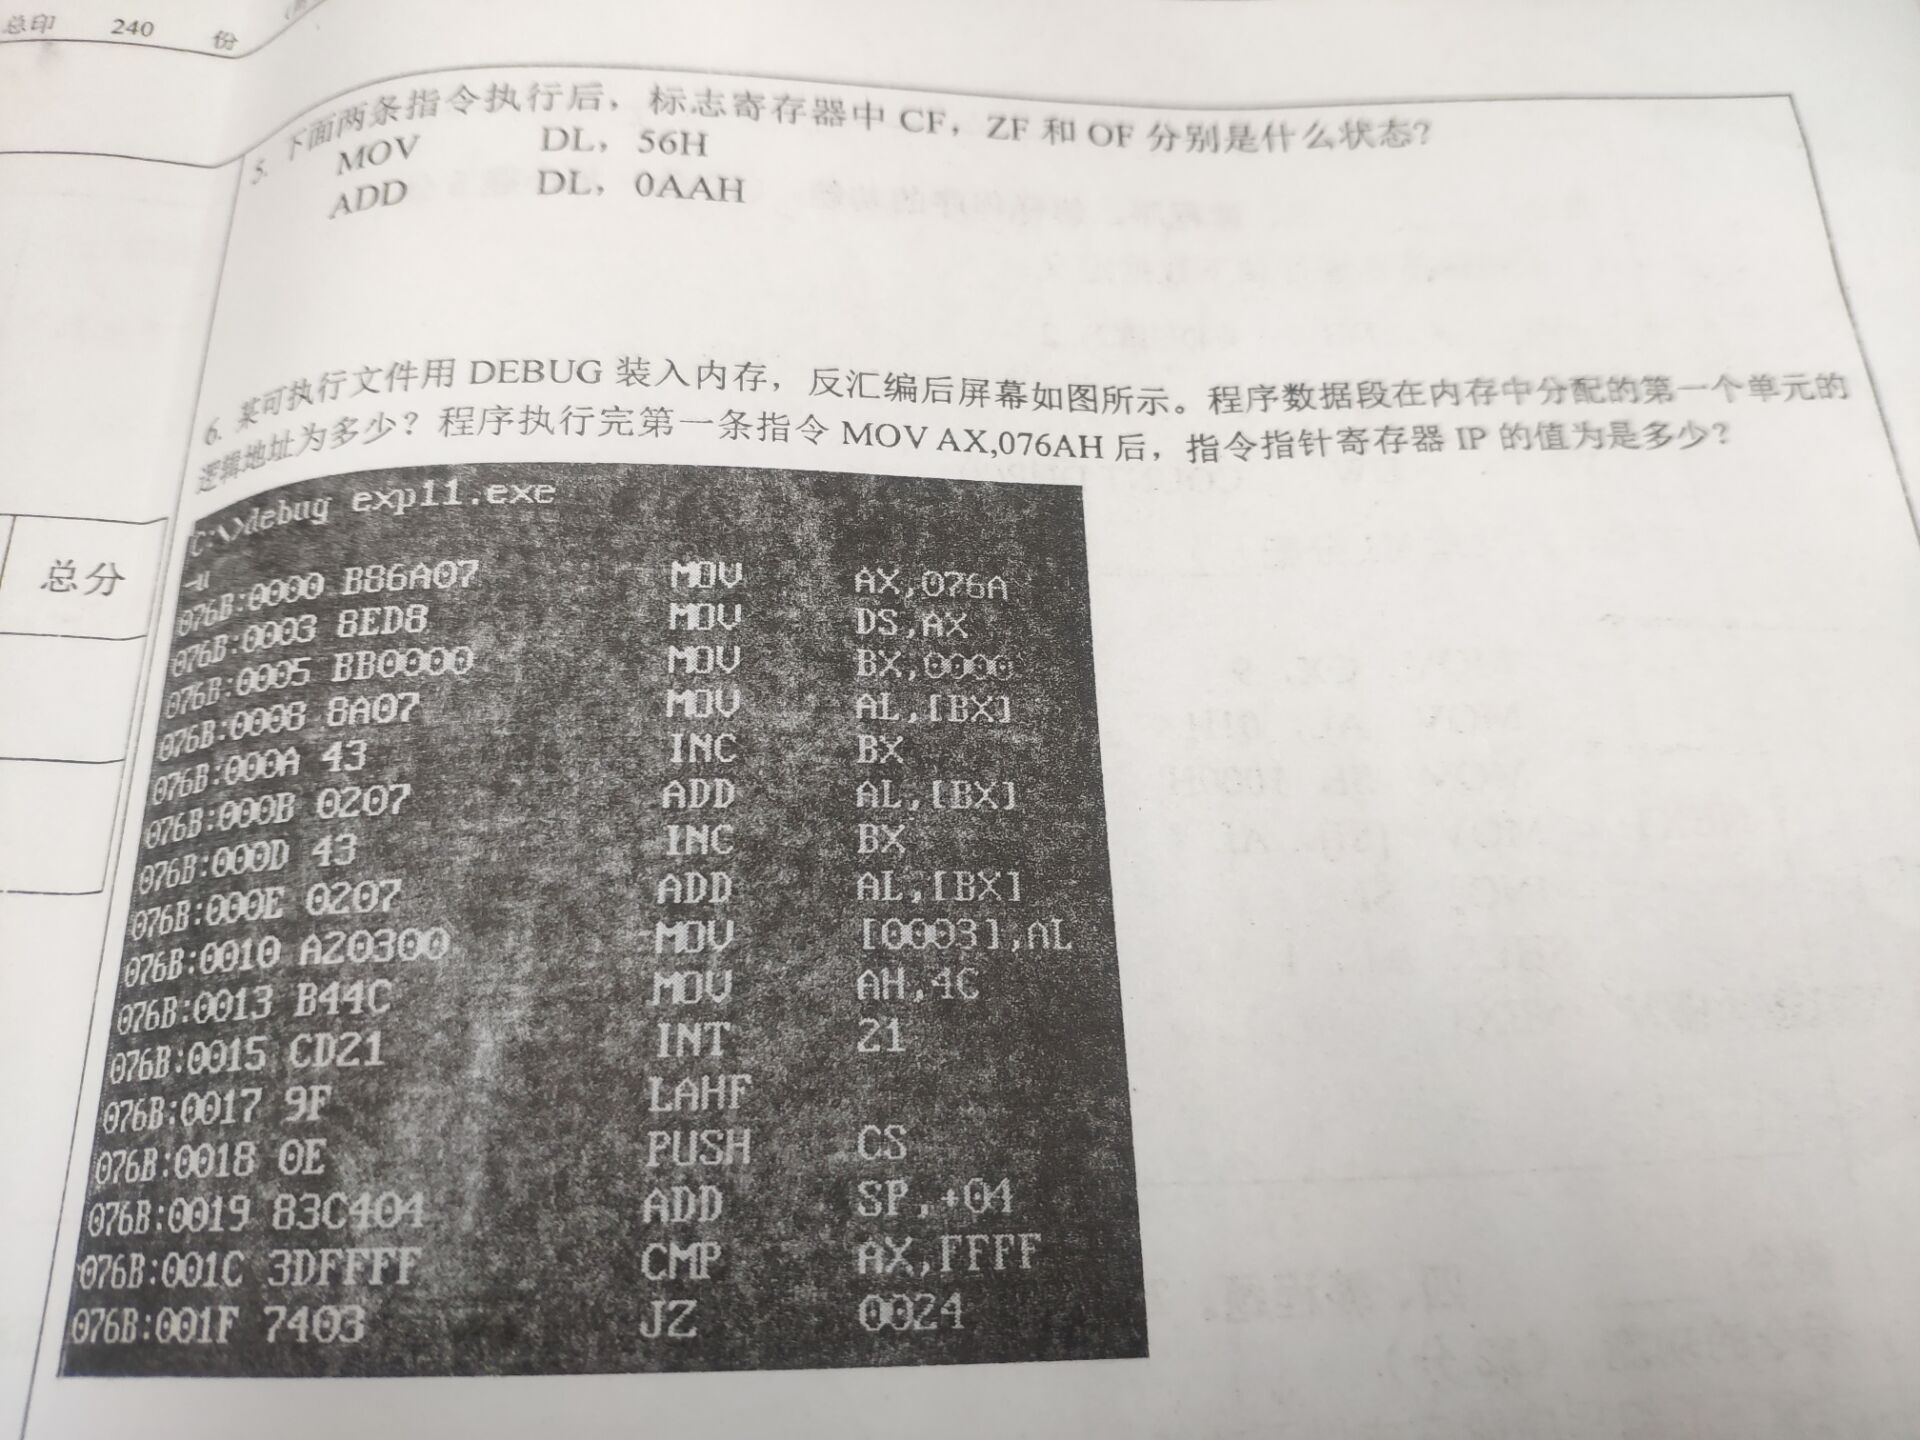 总印 240 份
5. 下面两条指令执行后，标志寄存器中 CF，ZF 和 OF 分别是什么状态？
MOV DL，56H
ADD DL，0AAH
6. 某可执行文件用 DEBUG 装入内存，反汇编后屏幕如图所示。程序数据段在内存中分配的第一个单元的
逻辑地址为多少？程序执行完第一条指令 MOV AX,076AH 后，指令指针寄存器 IP 的值为是多少？
C:\>debug exp11.exe
-u
076B:0000 B86A07 MOV AX,076A
076B:0003 8ED8 MOV DS,AX
076B:0005 BB0000 MOV BX,0000
076B:0008 8A07 MOV AL,[BX]
076B:000A 43 INC BX
076B:000B 0207 ADD AL,[BX]
076B:000D 43 INC BX
076B:000E 0207 ADD AL,[BX]
076B:0010 A20300 MOV [0003],AL
076B:0013 B44C MOV AH,4C
076B:0015 CD21 INT 21
076B:0017 9F LAHF
076B:0018 0E PUSH CS
076B:0019 83C404 ADD SP,+04
076B:001C 3DFFFF CMP AX,FFFF
076B:001F 7403 JZ 0024
总分